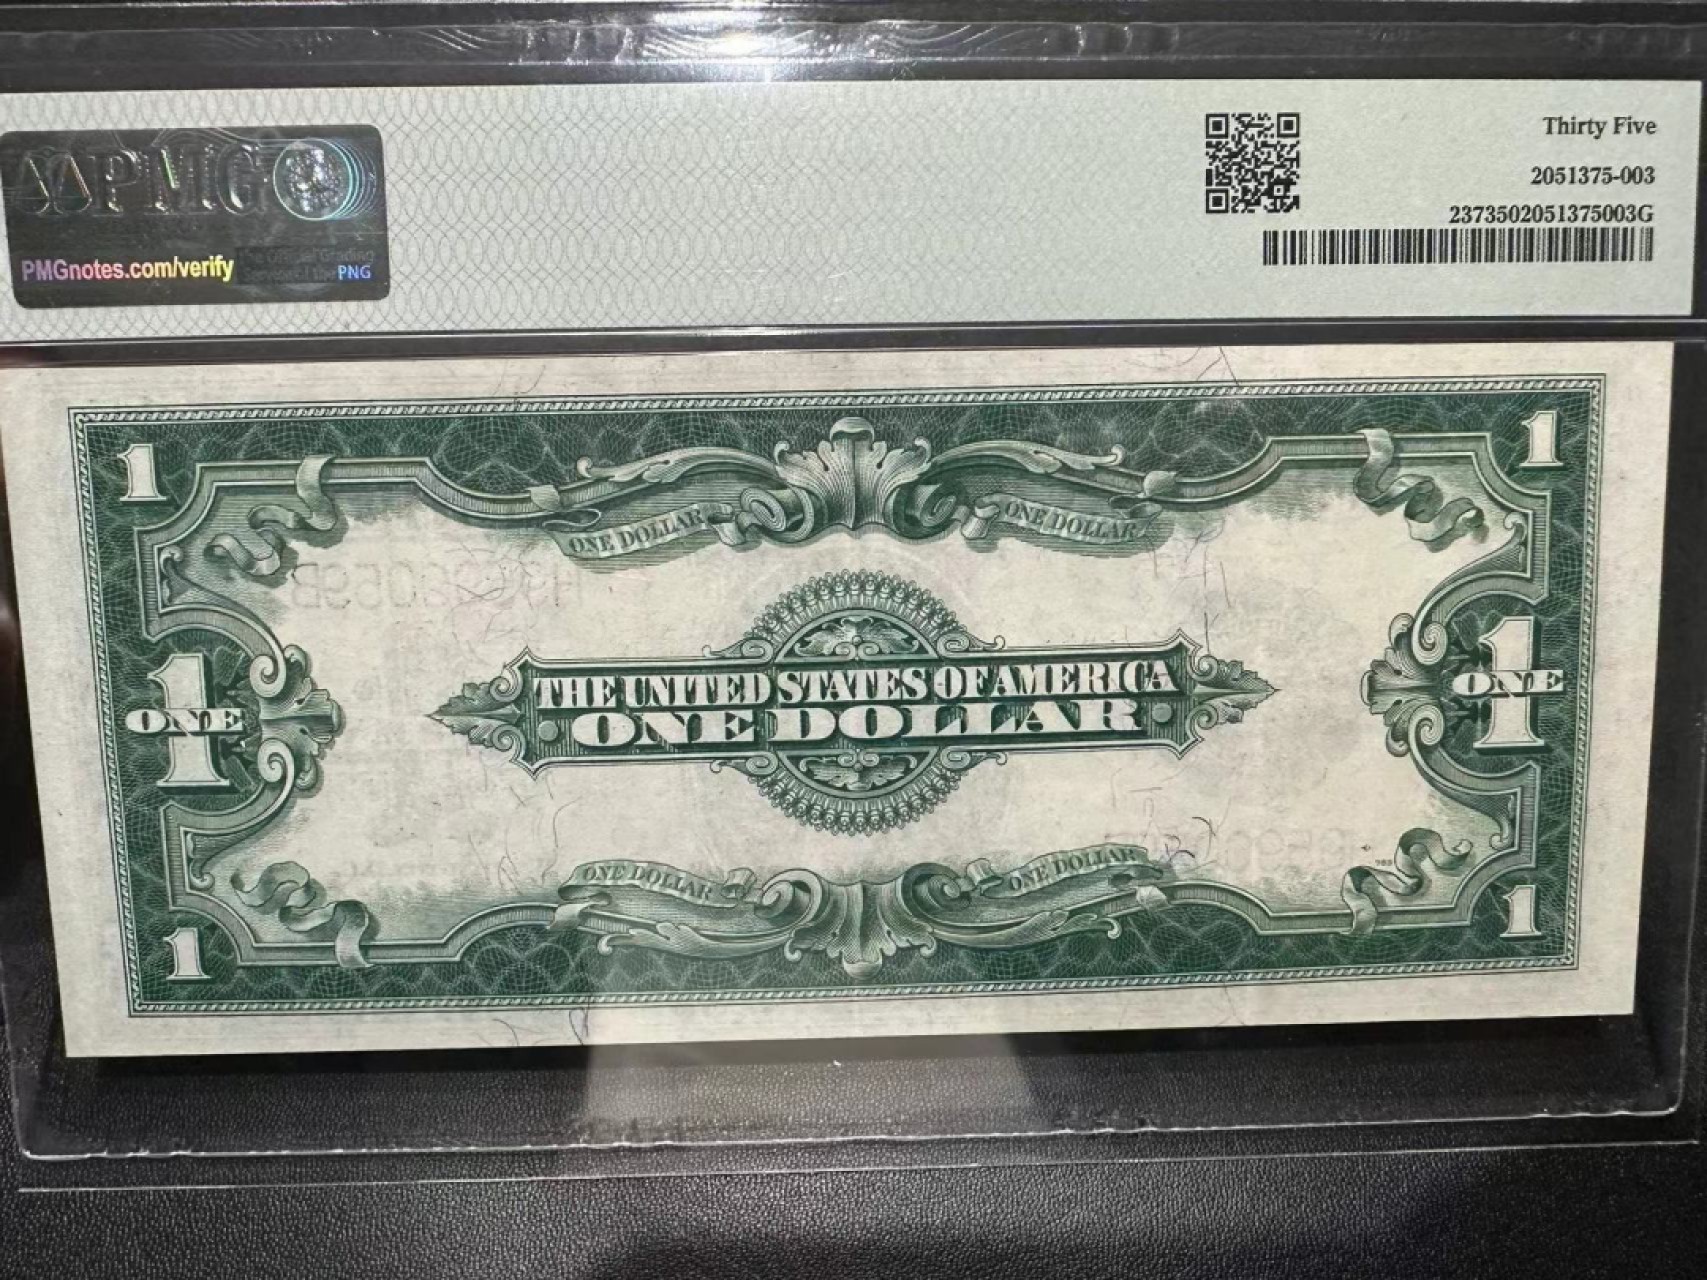 PMG
PMGnotes.com/verify
PNG
Thirty Five
2051375-003
2373502051375003G
1
1
ONE DOLLAR
ONE DOLLAR
1
ONE
THE UNITED STATES OF AMERICA
ONE DOLLAR
1
ONE
ONE DOLLAR
ONE DOLLAR
1
1